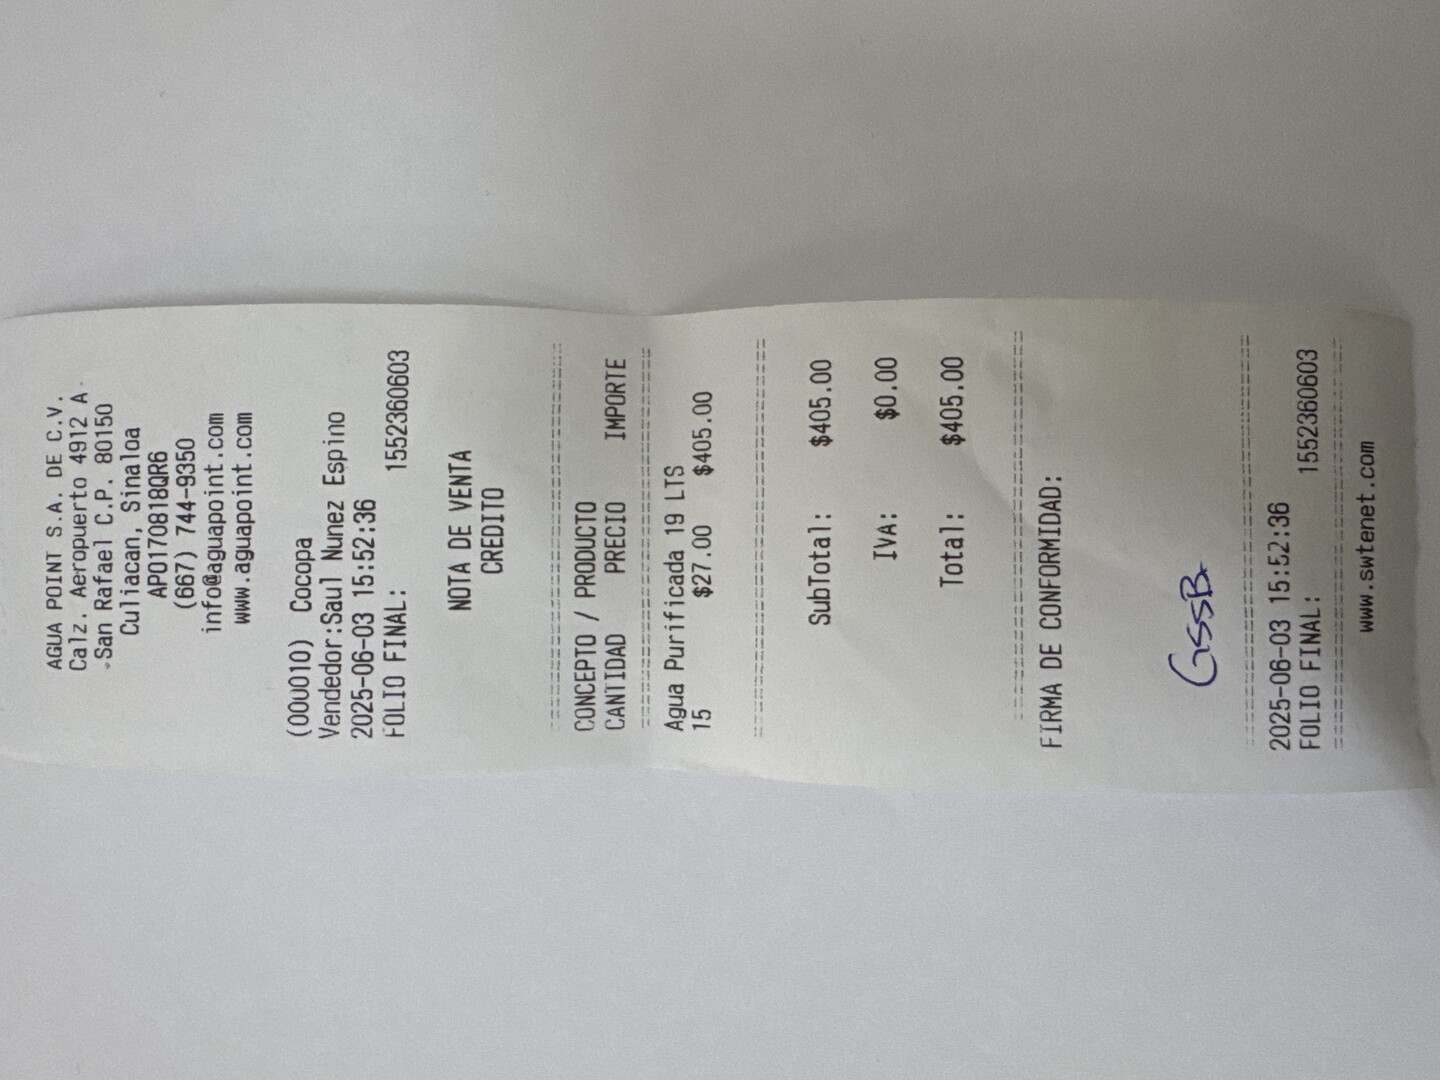 AGUA POINT S.A. DE C.V.
Calz. Aeropuerto 4912 A.
San Rafael C.P. 80150
Culiacan, Sinaloa
APO170818QR6
(667) 744-9350
info@aguapoint.com
www.aguapoint.com
(000010) Cocopa
Vendedor:Saul Nunez Espino
2025-06-03 15:52:36
FOLIO FINAL: 1552360603
NOTA DE VENTA
CREDITO
CONCEPTO / PRODUCTO
CANTIDAD PRECIO IMPORTE
Agua Purificada 19 LTS
15 $27.00 $405.00
SubTotal: $405.00
IVA: $0.00
Total: $405.00
FIRMA DE CONFORMIDAD:
GSSB
2025-06-03 15:52:36
FOLIO FINAL: 1552360603
www.swtenet.com